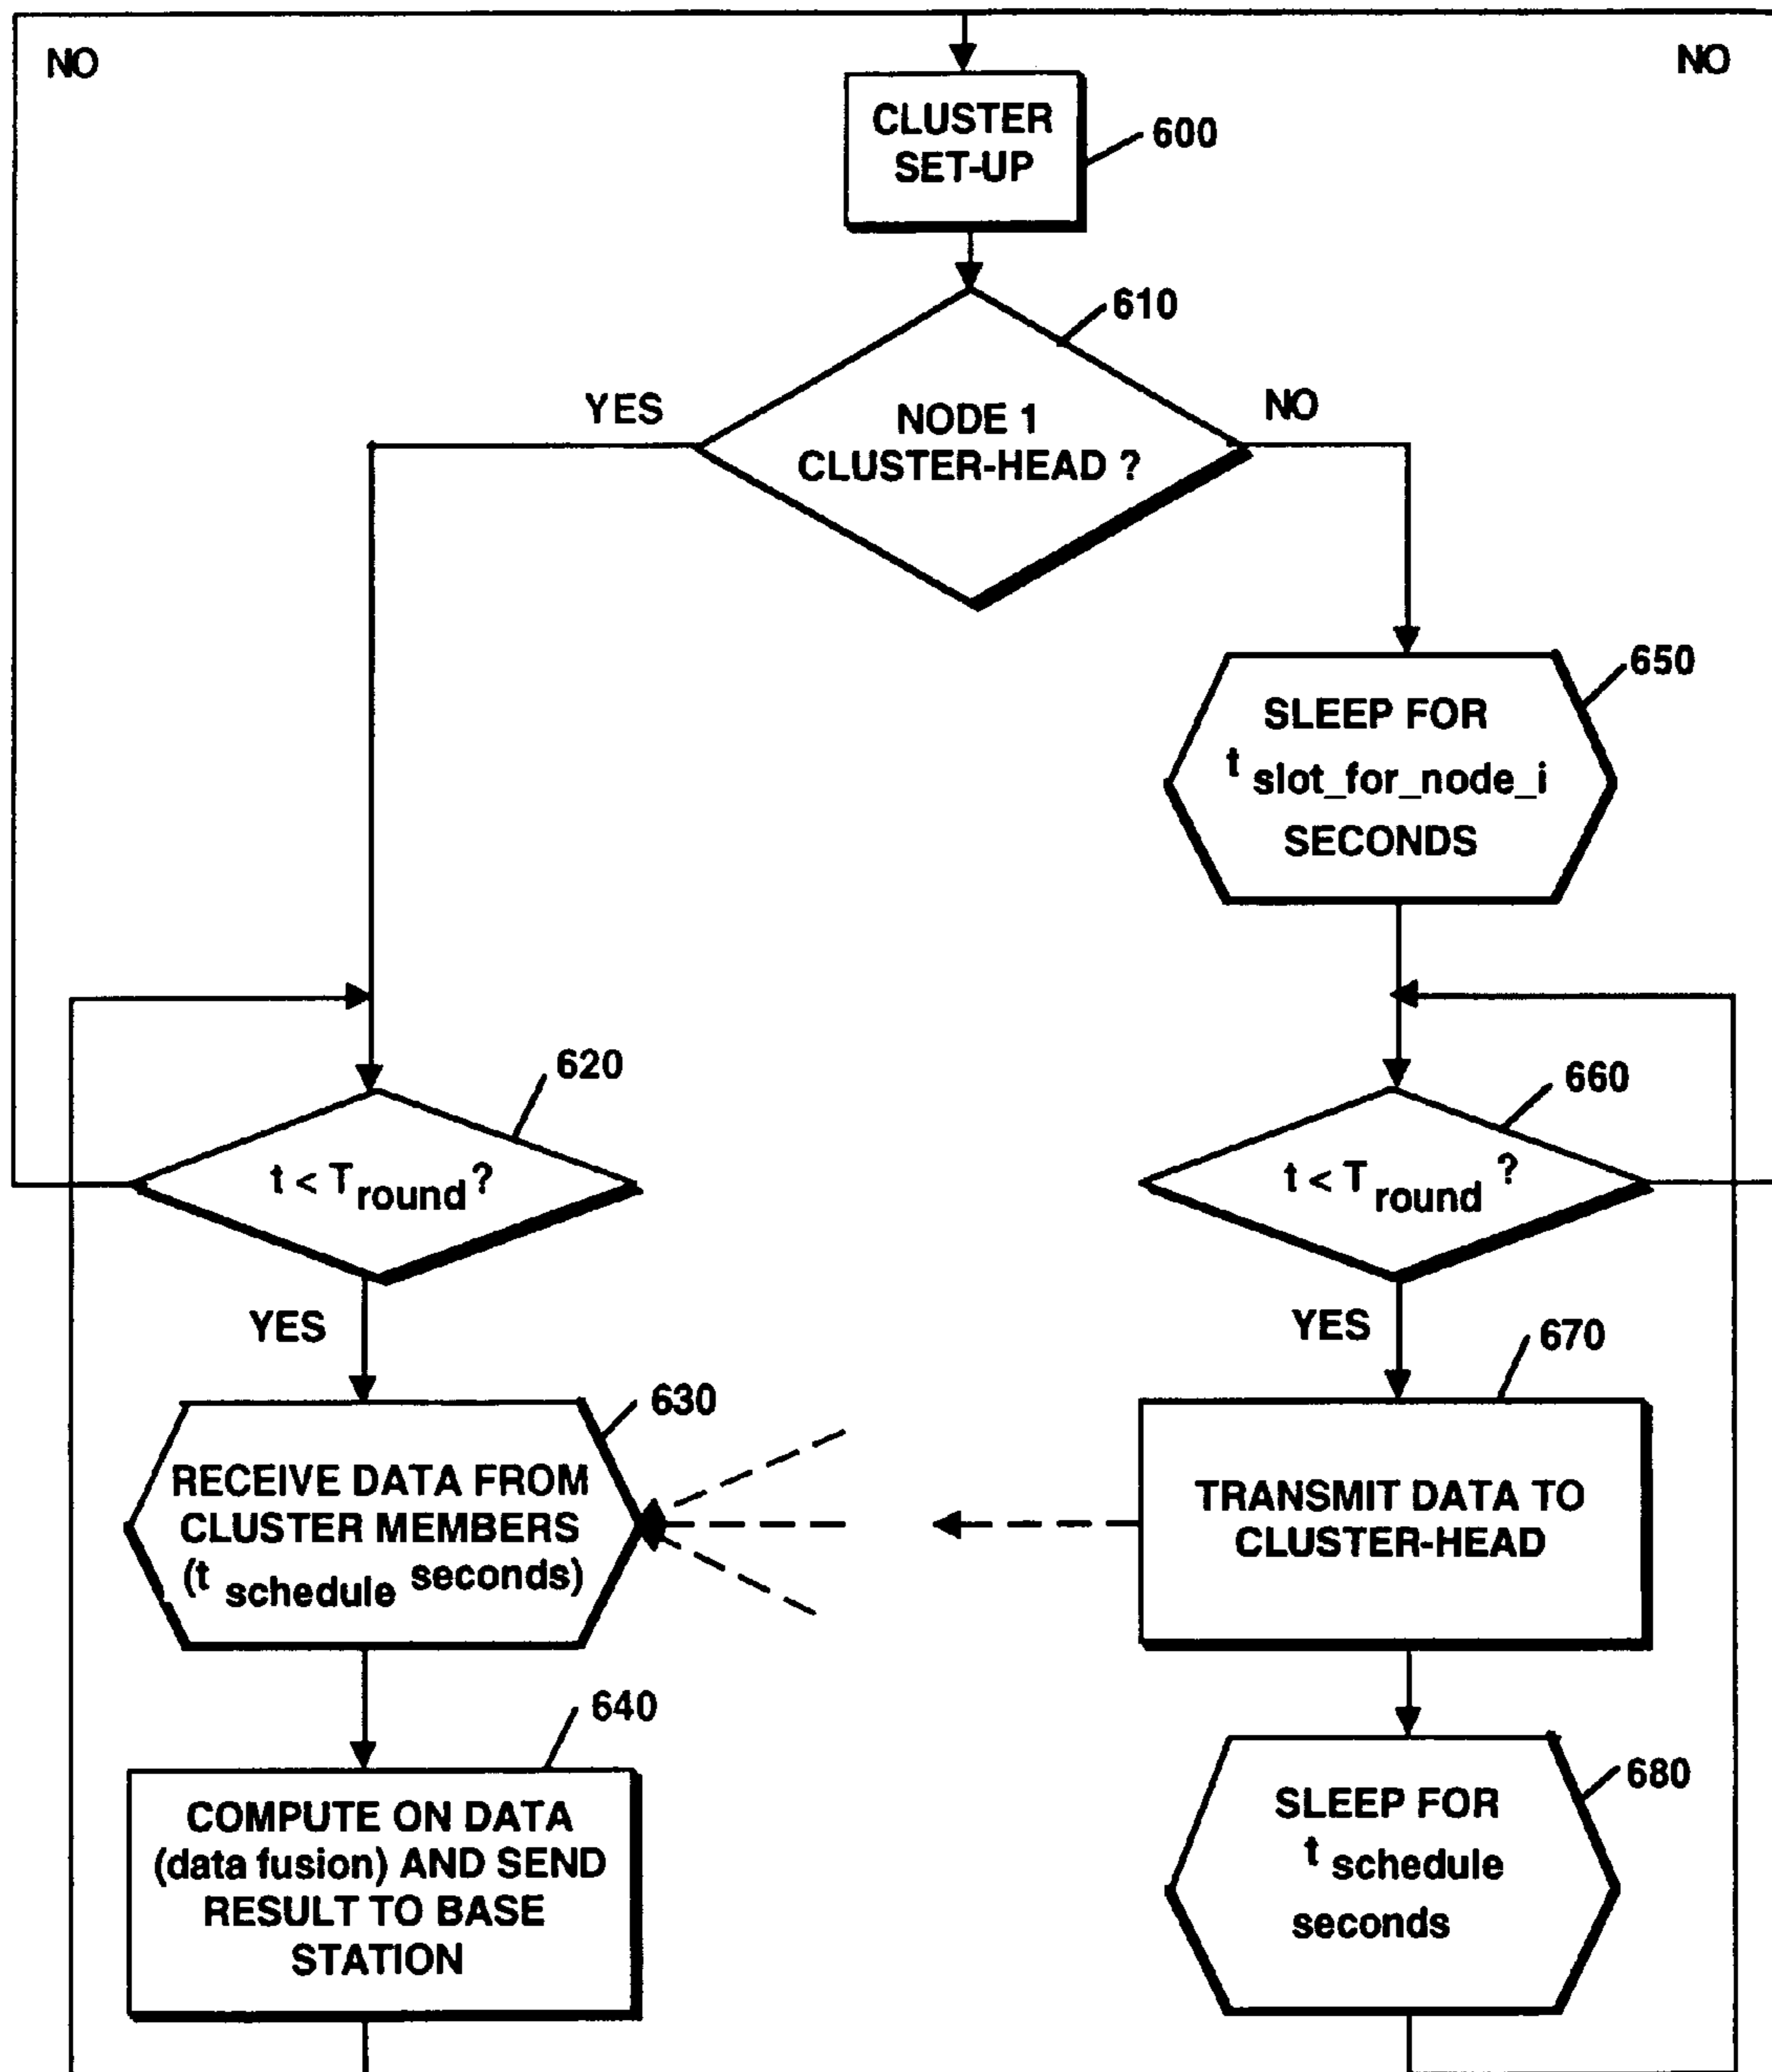 NO
NO
CLUSTER
SET-UP
600
610
YES
NODE 1
CLUSTER-HEAD ?
NO
650
SLEEP FOR
t slot_for_node_i
SECONDS
620
t < T round ?
660
t < T round ?
YES
YES
630
RECEIVE DATA FROM
CLUSTER MEMBERS
(t schedule seconds)
670
TRANSMIT DATA TO
CLUSTER-HEAD
640
COMPUTE ON DATA
(data fusion) AND SEND
RESULT TO BASE
STATION
680
SLEEP FOR
t schedule
seconds